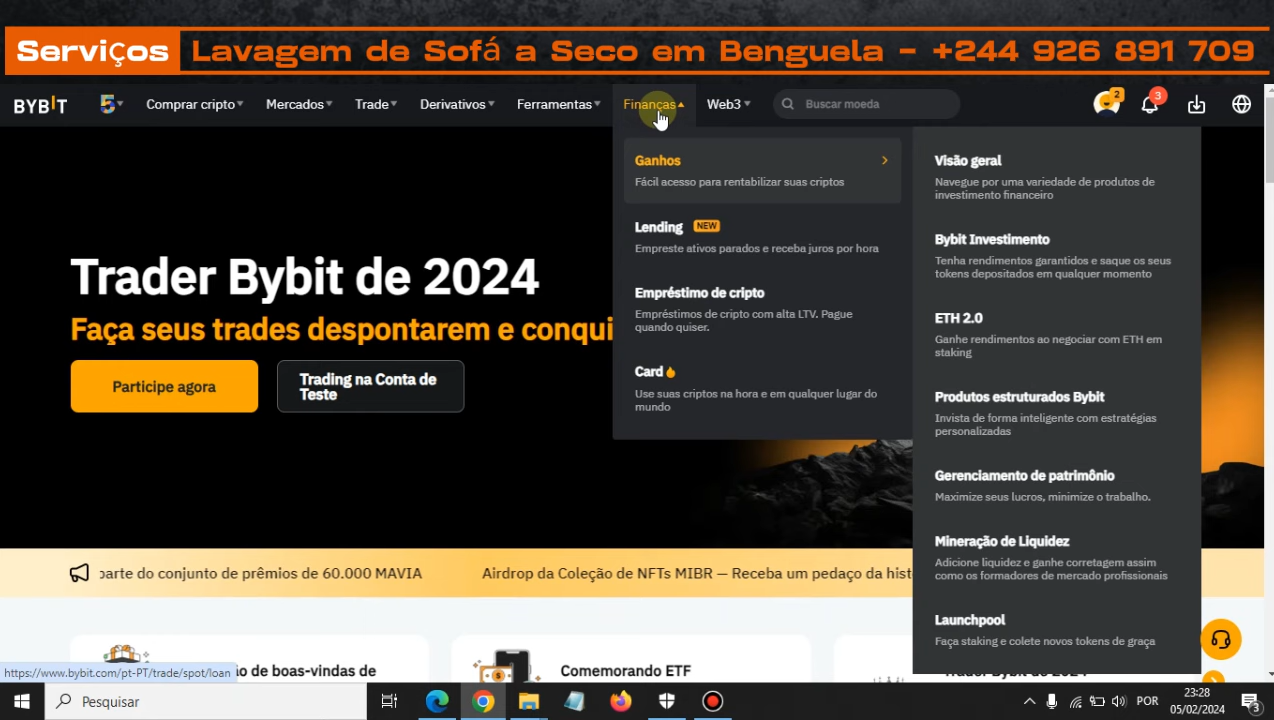 Serviços Lavagem de Sofá a Seco em Benguela - +244 926 891 709
BYBIT Comprar cripto Mercados Trade Derivativos Ferramentas Finanças Web3 Buscar moeda 2 3
Ganhos
Fácil acesso para rentabilizar suas criptos
Lending NEW
Empreste ativos parados e receba juros por hora
Empréstimo de cripto
Empréstimos de cripto com alta LTV. Pague
quando quiser.
Card
Use suas criptos na hora e em qualquer lugar do
mundo
Visão geral
Navegue por uma variedade de produtos de
investimento financeiro
Bybit Investimento
Tenha rendimentos garantidos e saque os seus
tokens depositados em qualquer momento
ETH 2.0
Ganhe rendimentos ao negociar com ETH em
staking
Produtos estruturados Bybit
Invista de forma inteligente com estratégias
personalizadas
Gerenciamento de patrimônio
Maximize seus lucros, minimize o trabalho.
Mineração de Liquidez
Adicione liquidez e ganhe corretagem assim
como os formadores de mercado profissionais
Launchpool
Faça staking e colete novos tokens de graça
Trader Bybit de 2024
Faça seus trades despontarem e conqui
Participe agora
Trading na Conta de
Teste
parte do conjunto de prêmios de 60.000 MAVIA Airdrop da Coleção de NFTs MIBR — Receba um pedaço da hist
ão de boas-vindas de Comemorando ETF
https://www.bybit.com/pt-PT/trade/spot/loan
Pesquisar
POR
23:28
05/02/2024
3